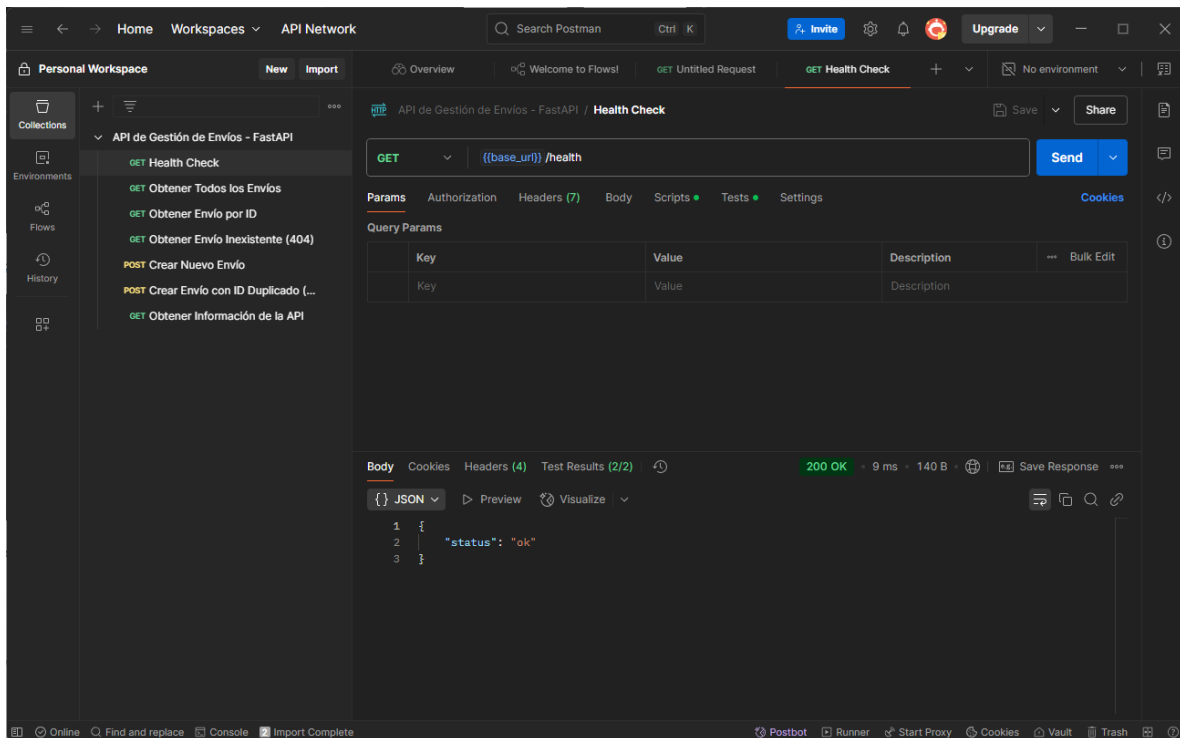 Home Workspaces API Network Search Postman Ctrl K Invite Upgrade
Personal Workspace New Import Overview Welcome to Flows! GET Untitled Request GET Health Check No environment
Collections
Environments
Flows
History
API de Gestión de Envíos - FastAPI
GET Health Check
GET Obtener Todos los Envíos
GET Obtener Envío por ID
GET Obtener Envío Inexistente (404)
POST Crear Nuevo Envío
POST Crear Envío con ID Duplicado (...
GET Obtener Información de la API
HTTP API de Gestión de Envíos - FastAPI / Health Check Save Share
GET {{base_url}} /health Send
Params Authorization Headers (7) Body Scripts Tests Settings Cookies
Query Params
Key Value Description Bulk Edit
Key Value Description
Body Cookies Headers (4) Test Results (2/2) 200 OK 9 ms 140 B e.g. Save Response
{} JSON Preview Visualize
1 {
2 "status": "ok"
3 }
Online Find and replace Console 2 Import Complete Postbot Runner Start Proxy Cookies Vault Trash